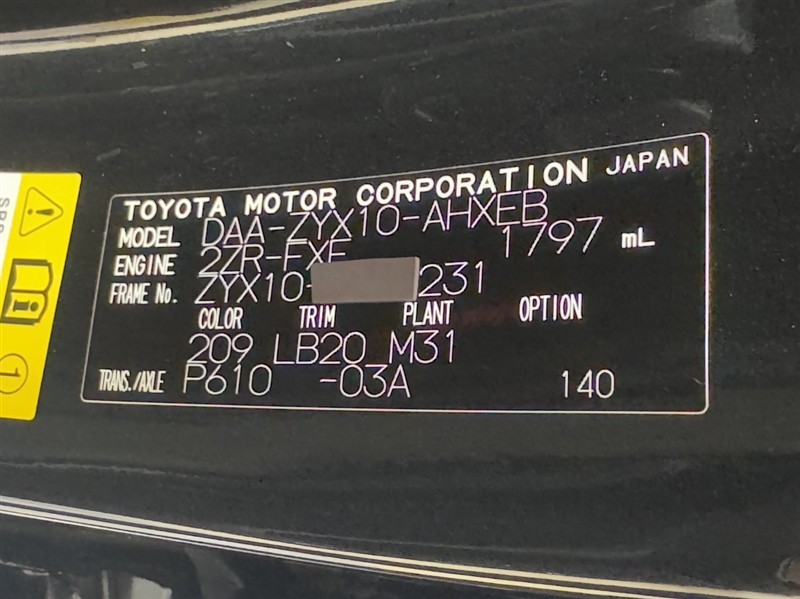 TOYOTA MOTOR CORPORATION JAPAN
MODEL DAA-ZYX10-AHXEB
ENGINE 2ZR-FXE 1797 mL
FRAME No. ZYX10- 231
COLOR TRIM PLANT OPTION
209 LB20 M31
TRANS./AXLE P610 -03A 140